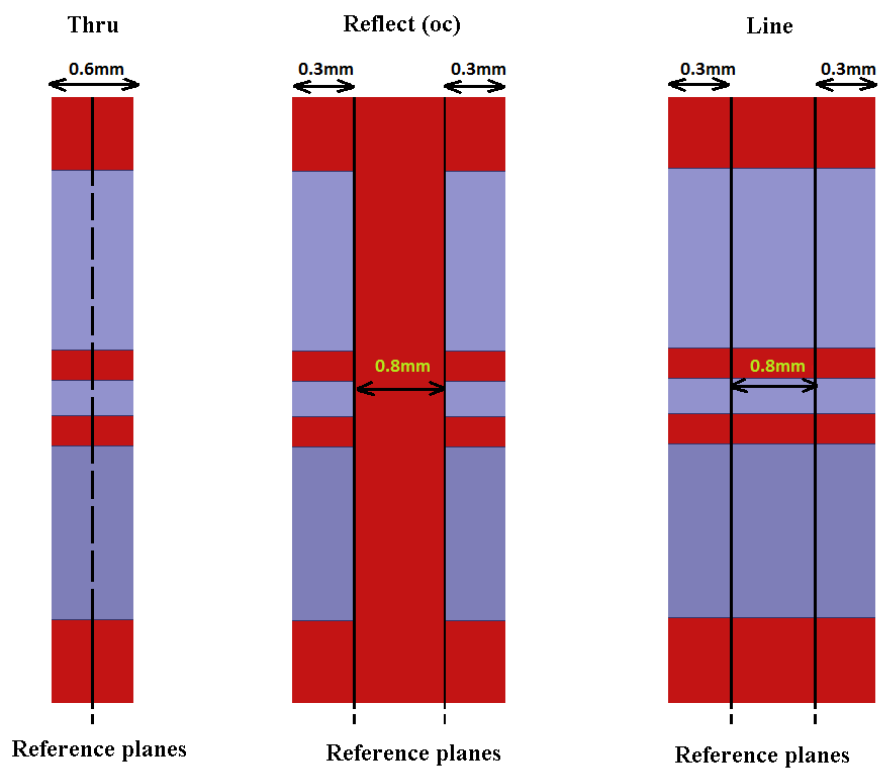 Thru
Reflect (oc)
Line
0.6mm
0.3mm
0.3mm
0.3mm
0.3mm
0.8mm
0.8mm
Reference planes
Reference planes
Reference planes